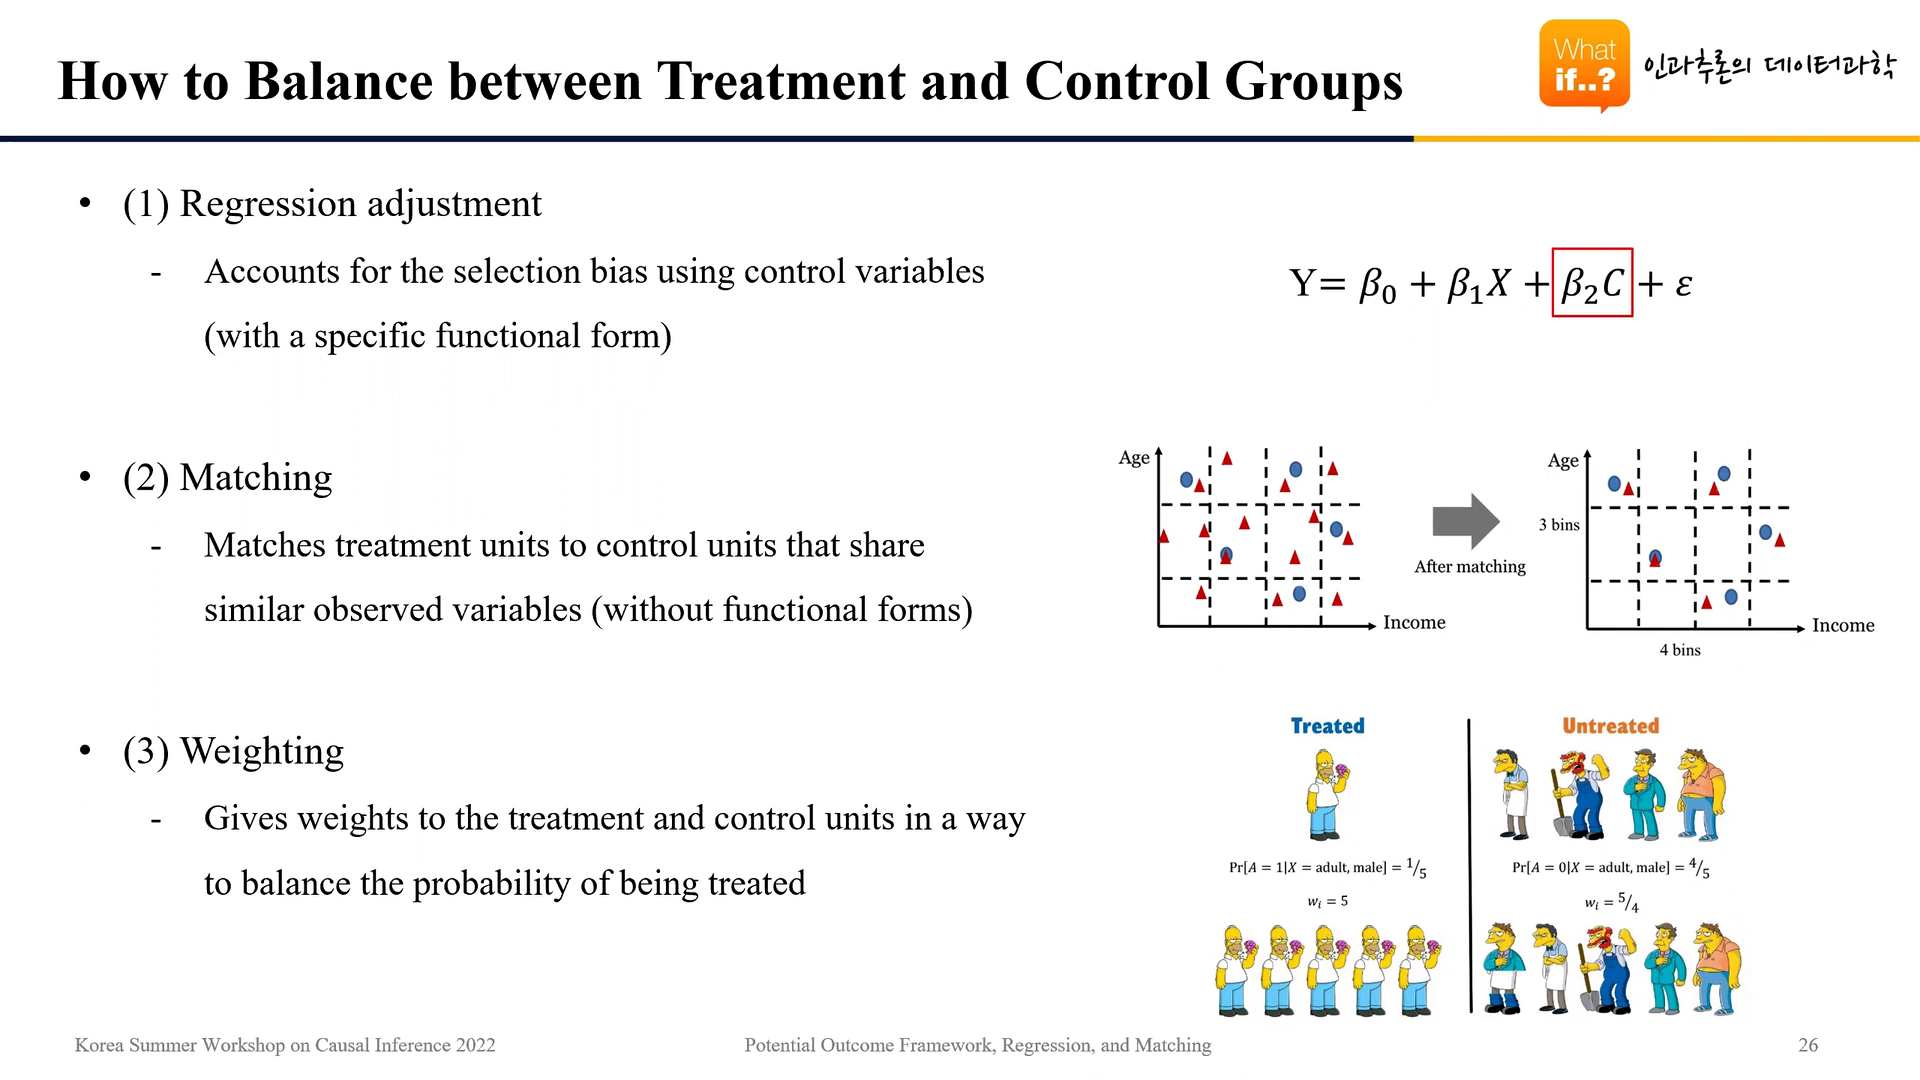 How to Balance between Treatment and Control Groups
What
if..?
인과추론의 데이터과학
• (1) Regression adjustment
- Accounts for the selection bias using control variables
(with a specific functional form)
Y= β₀ + β₁X + β₂C + ε
• (2) Matching
- Matches treatment units to control units that share
similar observed variables (without functional forms)
Age
Income
After matching
Age
3 bins
Income
4 bins
• (3) Weighting
- Gives weights to the treatment and control units in a way
to balance the probability of being treated
Treated
Pr[A = 1|X = adult, male] = 1/5
wᵢ = 5
Untreated
Pr[A = 0|X = adult, male] = 4/5
wᵢ = 5/4
Korea Summer Workshop on Causal Inference 2022
Potential Outcome Framework, Regression, and Matching
26